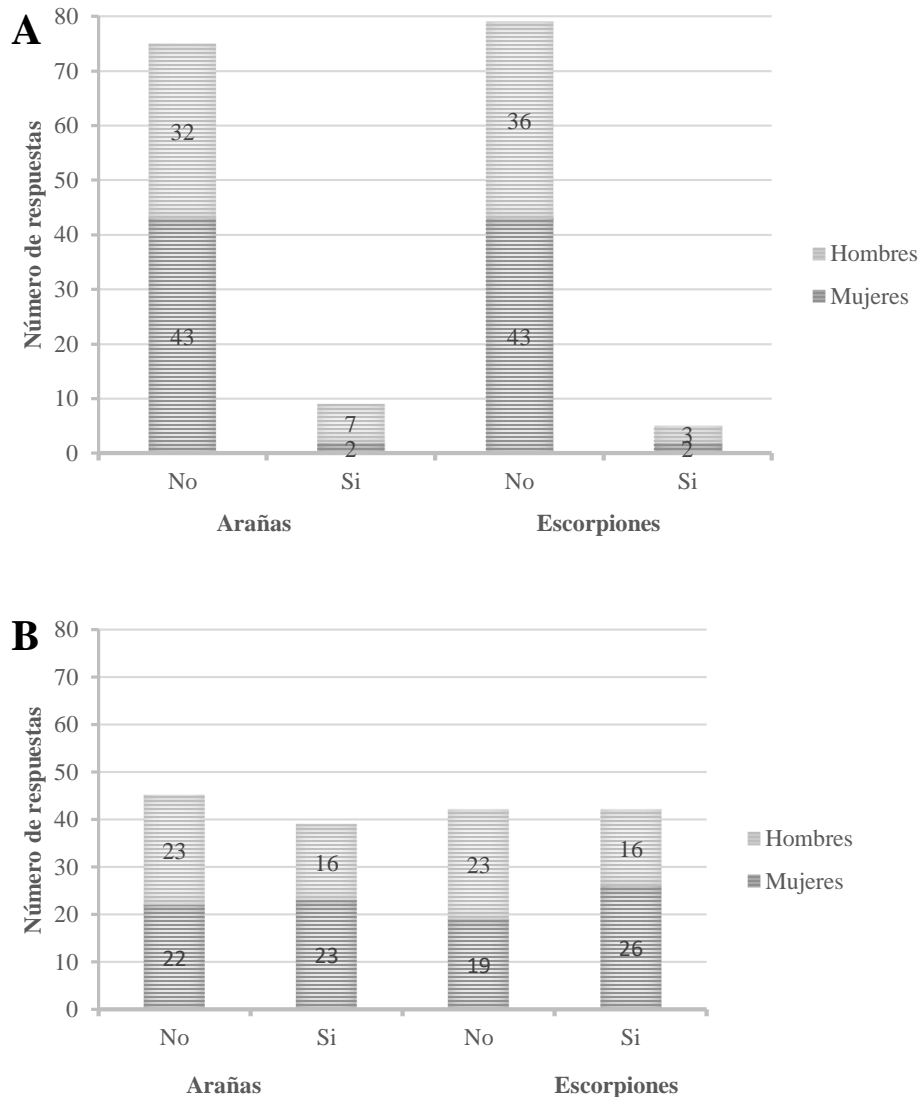 A
80
70
60
50
40
30
20
10
0
Número de respuestas
32
43
7
2
36
43
3
2
No
Si
No
Si
Arañas
Escorpiones
Hombres
Mujeres
B
80
70
60
50
40
30
20
10
0
Número de respuestas
23
22
16
23
23
19
16
26
No
Si
No
Si
Arañas
Escorpiones
Hombres
Mujeres